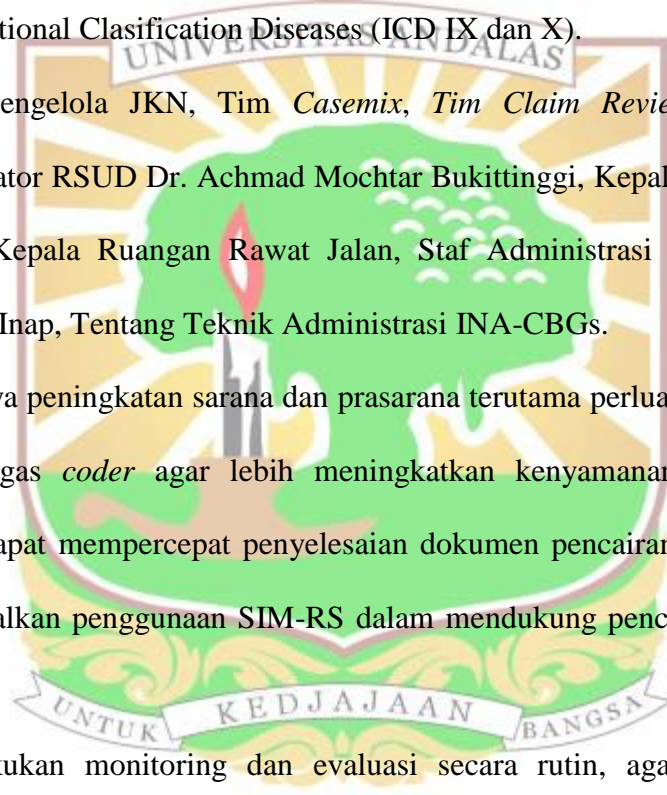 tional Clasification Diseases (ICD IX dan X).
UNIVERSITAS ANDALAS
engelola JKN, Tim Casemix, Tim Claim Revie
ator RSUD Dr. Achmad Mochtar Bukittinggi, Kepal
Kepala Ruangan Rawat Jalan, Staf Administrasi
Inap, Tentang Teknik Administrasi INA-CBGs.
ya peningkatan sarana dan prasarana terutama perlua
gas coder agar lebih meningkatkan kenyamanan
apat mempercepat penyelesaian dokumen pencairan
alkan penggunaan SIM-RS dalam mendukung penc
UNTUK KEDJAJAAN BANGSA
kukan monitoring dan evaluasi secara rutin, aga